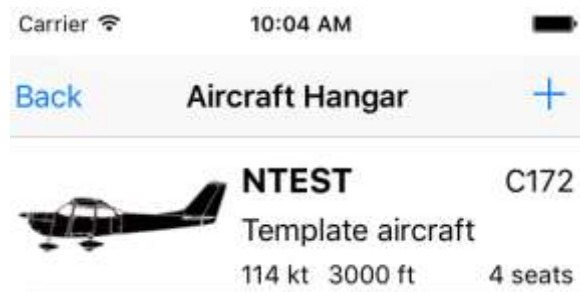 Carrier 10:04 AM
Back Aircraft Hangar +
NTEST C172
Template aircraft
114 kt 3000 ft 4 seats